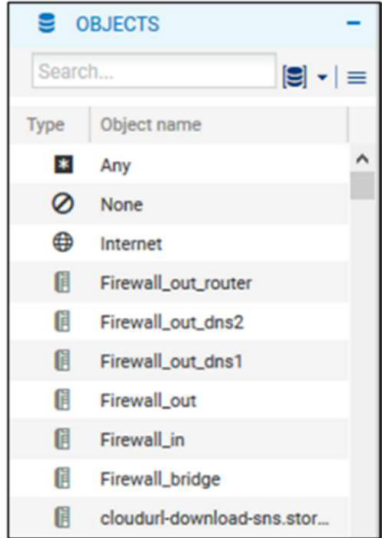 OBJECTS
Search...
Type Object name
Any
None
Internet
Firewall_out_router
Firewall_out_dns2
Firewall_out_dns1
Firewall_out
Firewall_in
Firewall_bridge
cloudurl-download-sns.stor...